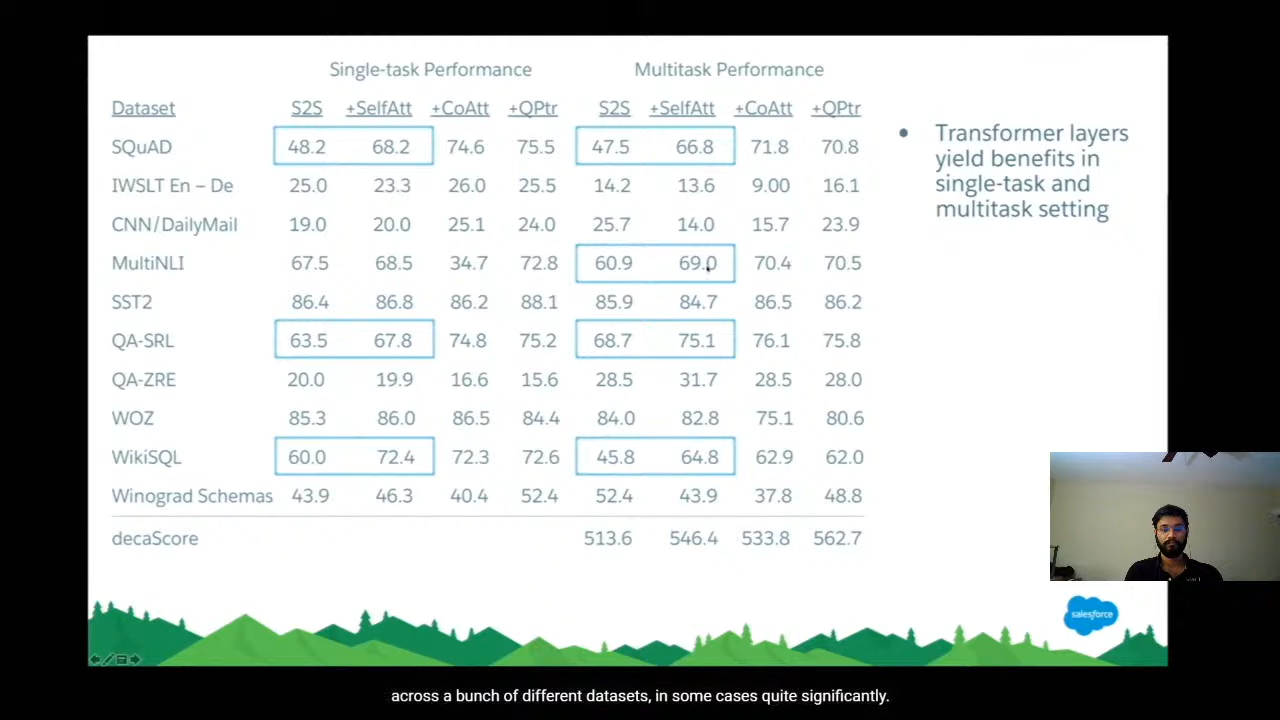 Single-task Performance Multitask Performance
Dataset S2S +SelfAtt +CoAtt +QPtr S2S +SelfAtt +CoAtt +QPtr
SQuAD 48.2 68.2 74.6 75.5 47.5 66.8 71.8 70.8
IWSLT En – De 25.0 23.3 26.0 25.5 14.2 13.6 9.00 16.1
CNN/DailyMail 19.0 20.0 25.1 24.0 25.7 14.0 15.7 23.9
MultiNLI 67.5 68.5 34.7 72.8 60.9 69.0 70.4 70.5
SST2 86.4 86.8 86.2 88.1 85.9 84.7 86.5 86.2
QA-SRL 63.5 67.8 74.8 75.2 68.7 75.1 76.1 75.8
QA-ZRE 20.0 19.9 16.6 15.6 28.5 31.7 28.5 28.0
WOZ 85.3 86.0 86.5 84.4 84.0 82.8 75.1 80.6
WikiSQL 60.0 72.4 72.3 72.6 45.8 64.8 62.9 62.0
Winograd Schemas 43.9 46.3 40.4 52.4 52.4 43.9 37.8 48.8
decaScore 513.6 546.4 533.8 562.7
• Transformer layers
yield benefits in
single-task and
multitask setting
salesforce
across a bunch of different datasets, in some cases quite significantly.